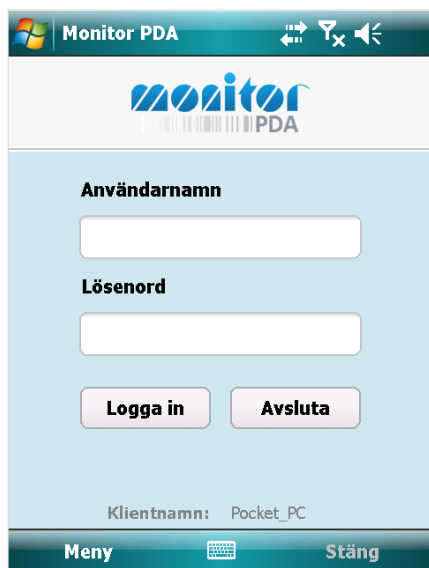 Monitor PDA
monitor
PDA
Användarnamn
Lösenord
Logga in Avsluta
Klientnamn: Pocket_PC
Meny Stäng